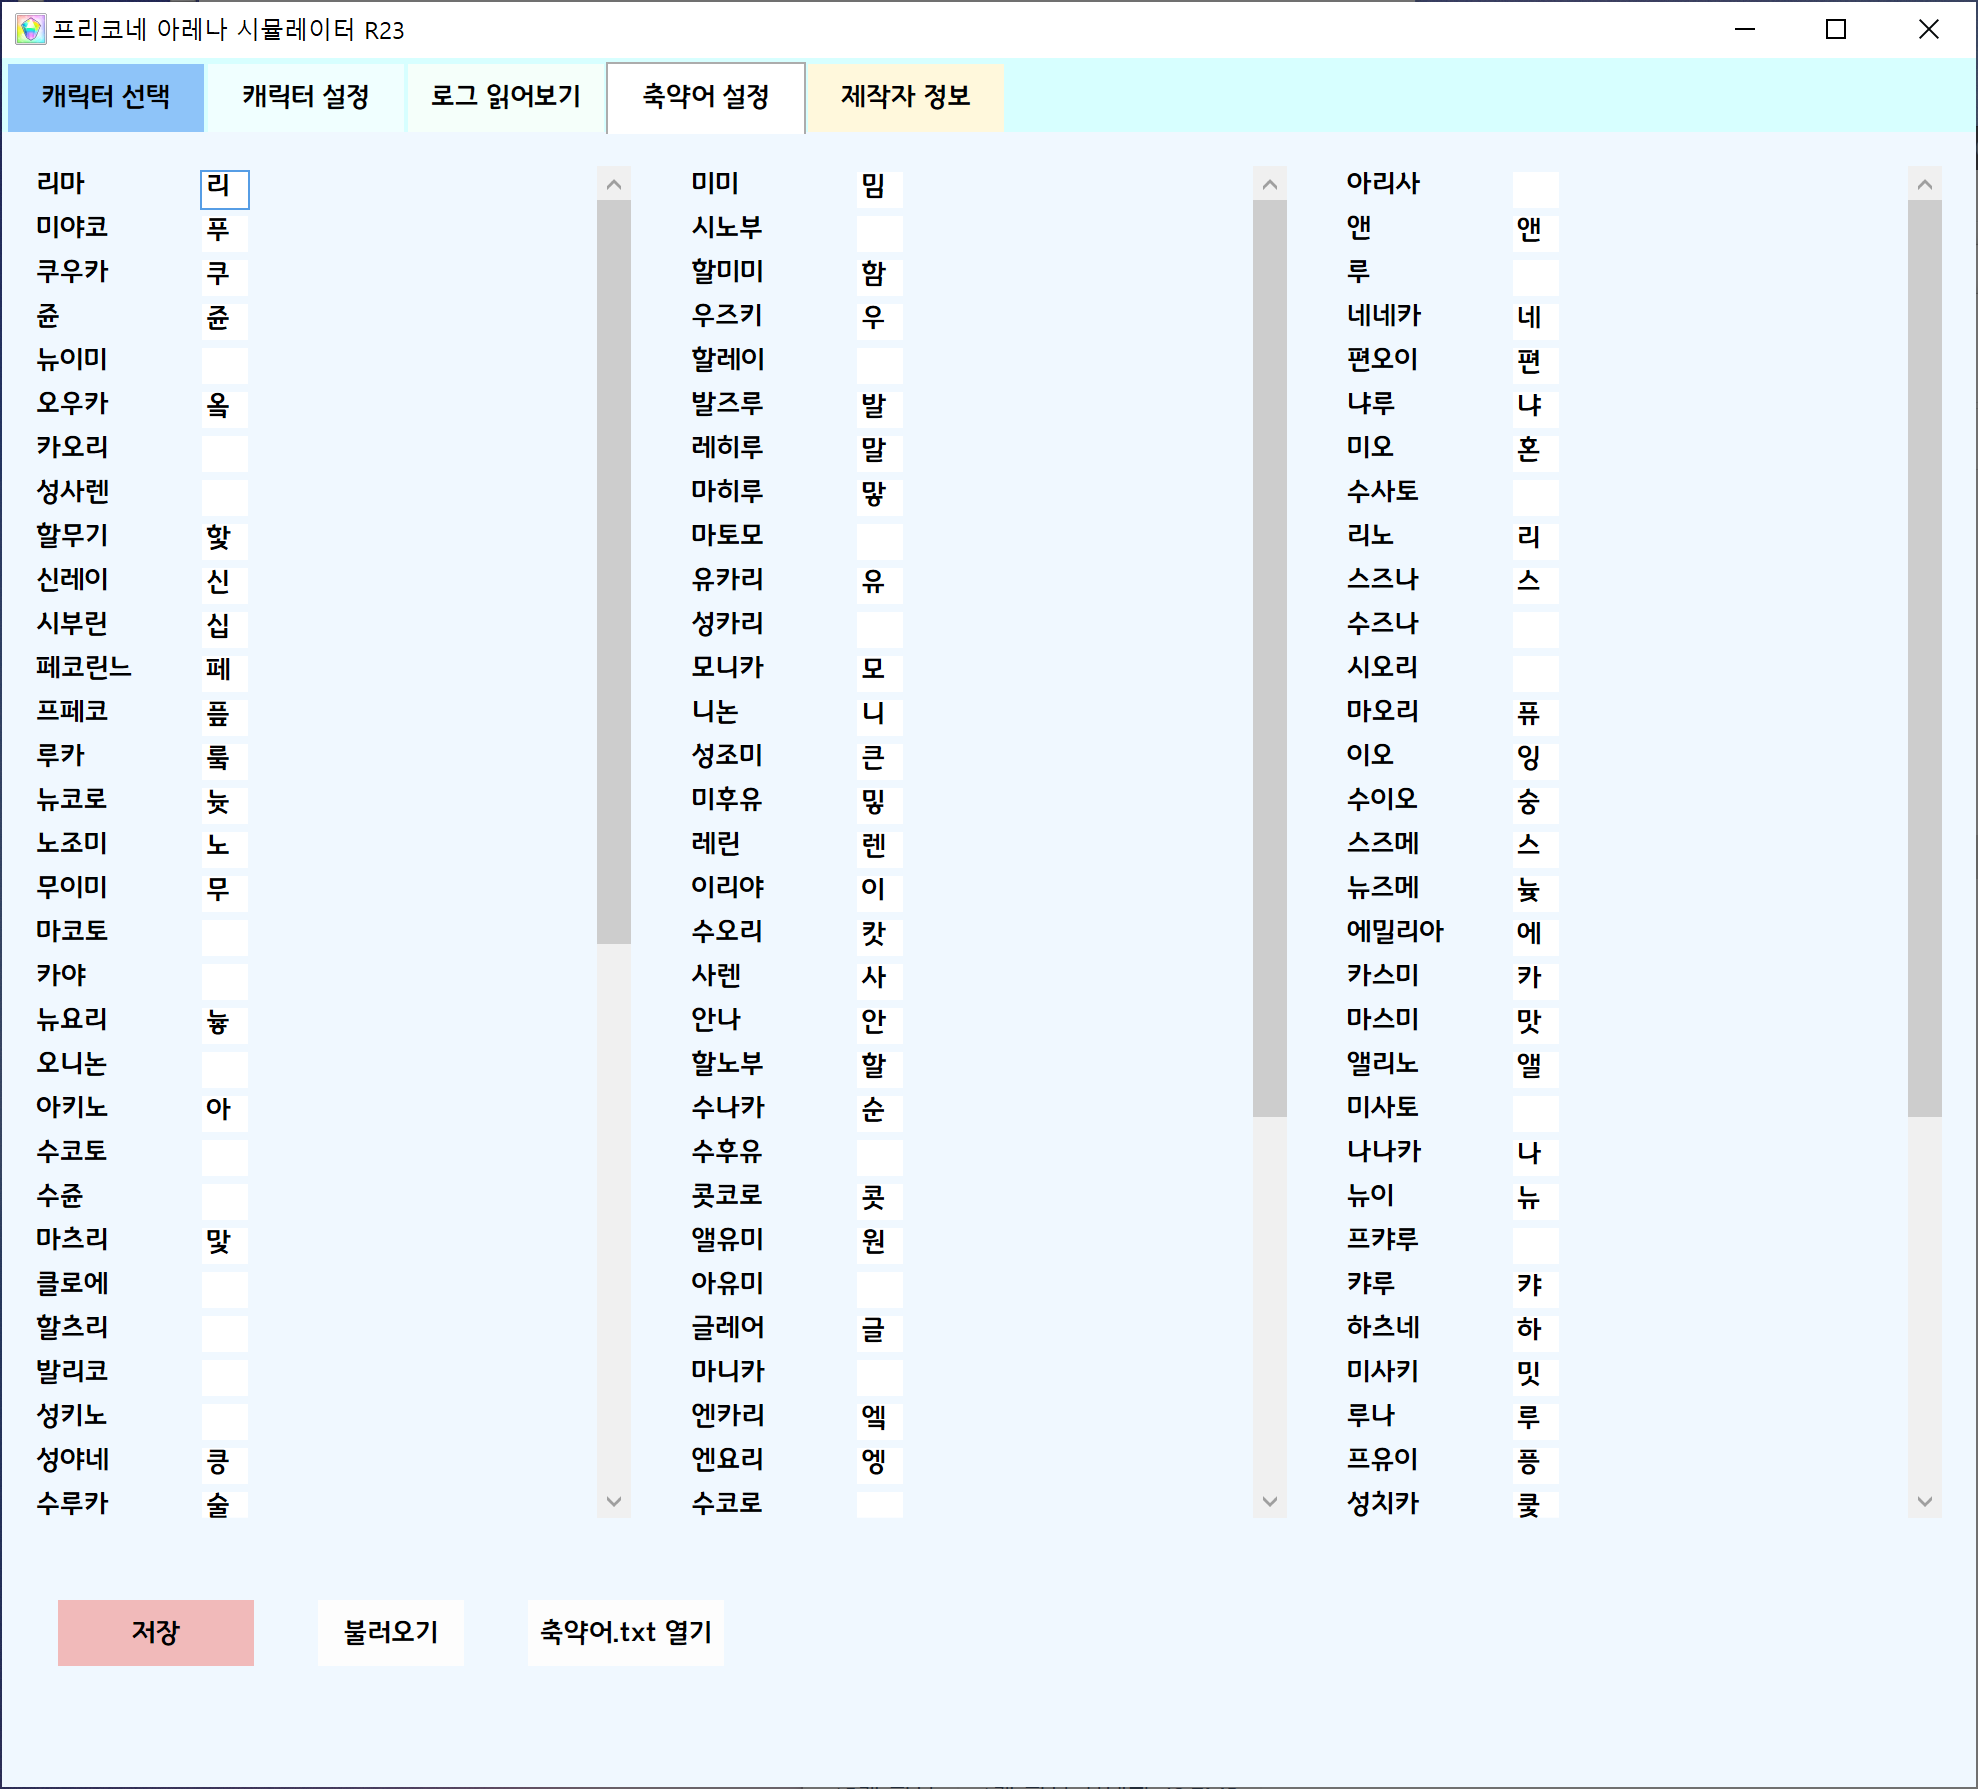 프리코네 아레나 시뮬레이터 R23
캐릭터 선택 캐릭터 설정 로그 읽어보기 축약어 설정 제작자 정보
리마 리
미야코 푸
쿠우카 쿠
쥰 쥰
뉴이미
오우카 옼
카오리
성사렌
할무기 핯
신레이 신
시부린 십
페코린느 페
프페코 픞
루카 뤀
뉴코로 늇
노조미 노
무이미 무
마코토
카야
뉴요리 늏
오니논
아키노 아
수코토
수쥰
마츠리 맟
클로에
할츠리
발리코
성키노
성야네 킁
수루카 술
미미 밈
시노부
할미미 함
우즈키 우
할레이
발즈루 발
레히루 말
마히루 맣
마토모
유카리 유
성카리
모니카 모
니논 니
성조미 큰
미후유 밓
레린 렌
이리야 이
수오리 캇
사렌 사
안나 안
할노부 할
수나카 순
수후유
콧코로 콧
앨유미 원
아유미
글레어 글
마니카
엔카리 엨
엔요리 엥
수코로
아리사
앤 앤
루
네네카 네
편오이 편
냐루 냐
미오 혼
수사토
리노 리
스즈나 스
수즈나
시오리
마오리 퓨
이오 잉
수이오 숭
스즈메 스
뉴즈메 늊
에밀리아 에
카스미 카
마스미 맛
앨리노 앨
미사토
나나카 나
뉴이 뉴
프캬루
캬루 캬
하츠네 하
미사키 밋
루나 루
프유이 픙
성치카 쿷
저장 불러오기 축약어.txt 열기